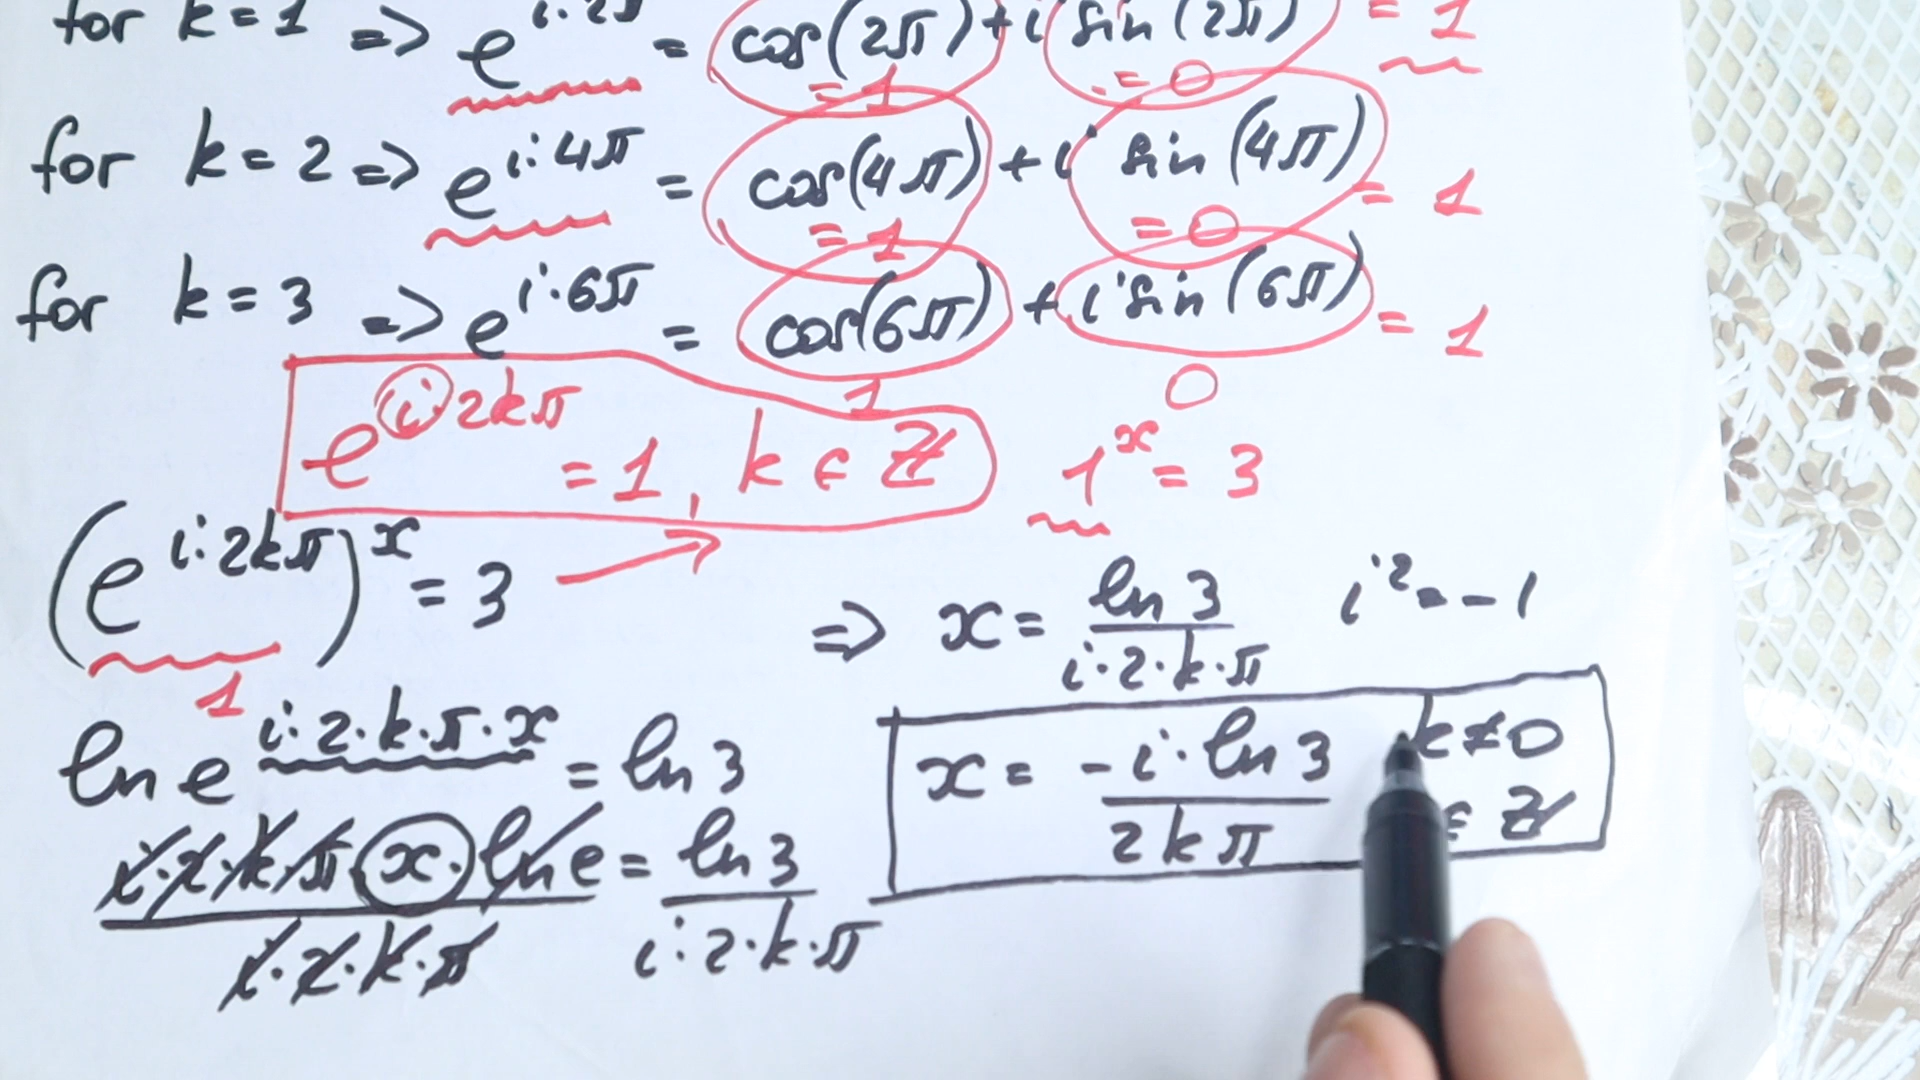 for k = 1 => e^{i·2π} = cos(2π) + i sin(2π) = 1
= 1 . = 0
for k = 2 => e^{i·4π} = cos(4π) + i sin(4π) = 1
= 1 = 0
for k = 3 => e^{i·6π} = cos(6π) + i sin(6π) = 1
1 0
e^{i·2kπ} = 1, k ∈ ℤ 1^x = 3
(e^{i·2kπ})^x = 3
1
=> x = ln 3 / i·2·k·π i² = -1
ln e^{i·2·k·π·x} = ln 3
x = -i·ln 3 / 2kπ k ≠ 0
∈ ℤ
i·2·k·π·x·ln e / i·2·k·π = ln 3 / i·2·k·π